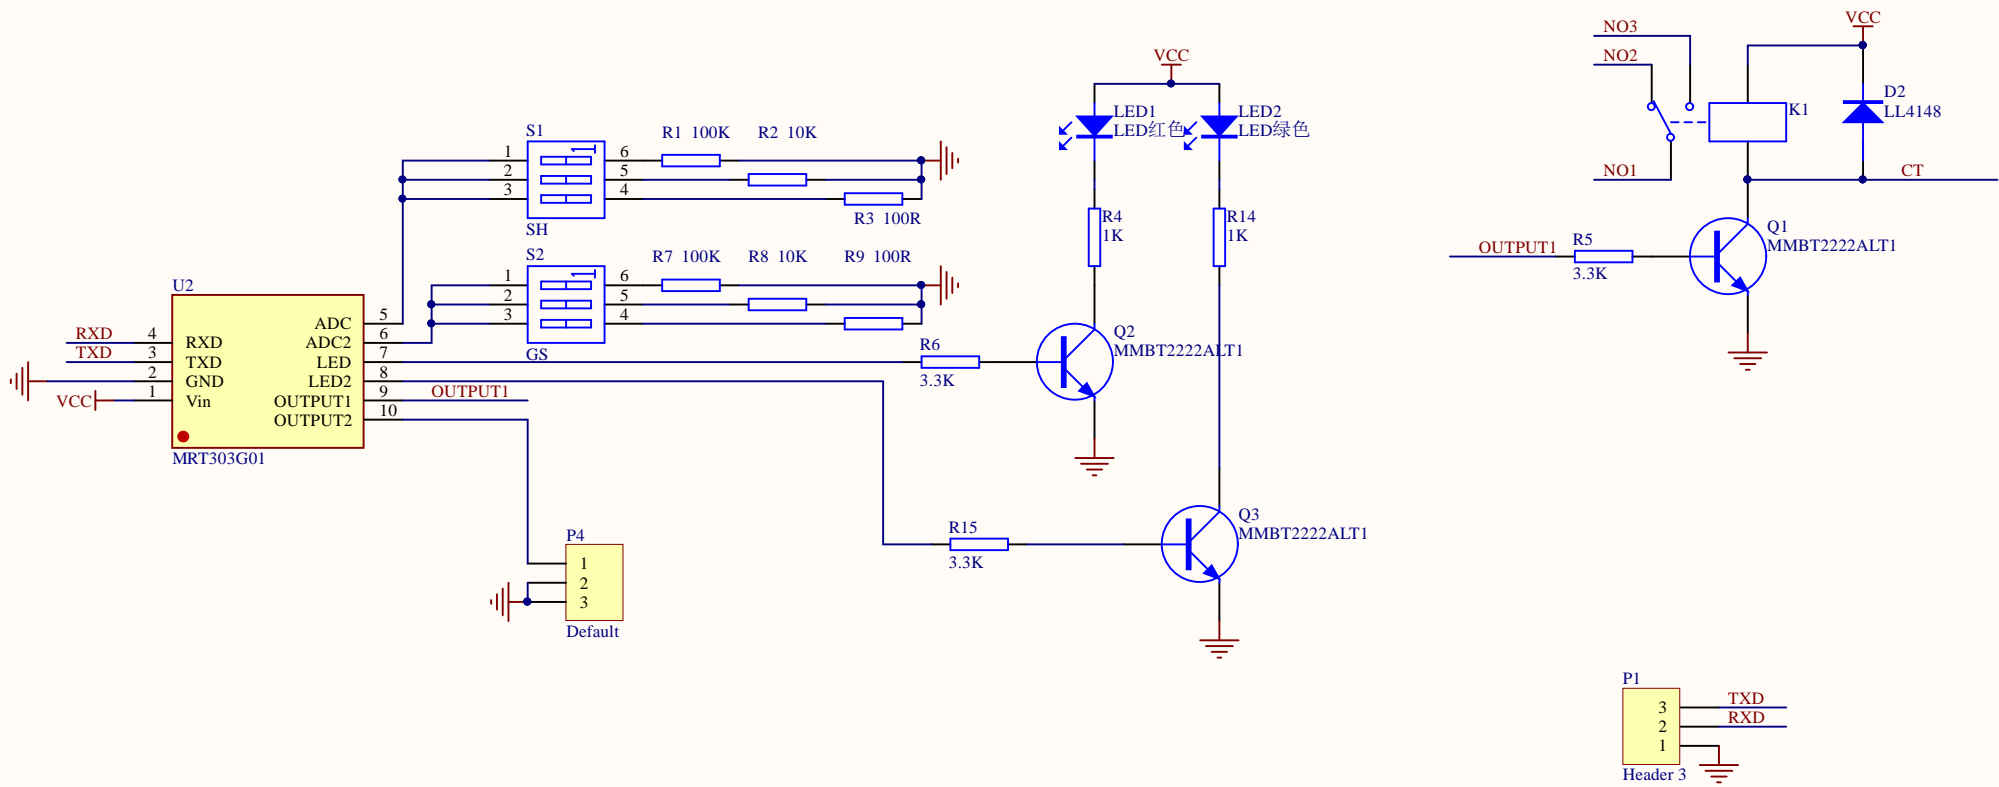 S1
1
2
3
1
6
5
4
SH
R1 100K
R2 10K
R3 100R
S2
1
2
3
1
6
5
4
GS
R7 100K
R8 10K
R9 100R
U2
RXD
TXD
VCC
4
3
2
1
RXD
TXD
GND
Vin
ADC
ADC2
LED
LED2
OUTPUT1
OUTPUT2
5
6
7
8
9
10
MRT303G01
OUTPUT1
P4
1
2
3
Default
VCC
LED1
LED红色
LED2
LED绿色
R4
1K
R14
1K
R6
3.3K
Q2
MMBT2222ALT1
R15
3.3K
Q3
MMBT2222ALT1
NO3
NO2
NO1
K1
VCC
D2
LL4148
CT
OUTPUT1
R5
3.3K
Q1
MMBT2222ALT1
P1
3
2
1
TXD
RXD
Header 3